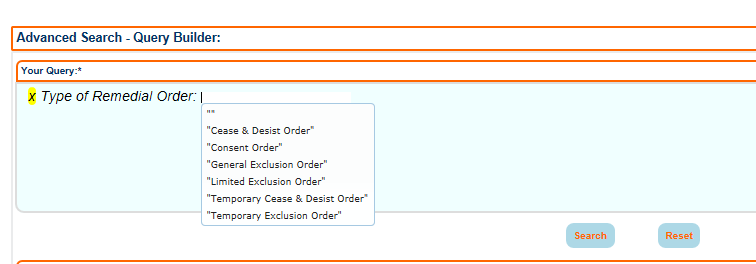 Advanced Search - Query Builder:
Your Query:*
x Type of Remedial Order:
""
"Cease & Desist Order"
"Consent Order"
"General Exclusion Order"
"Limited Exclusion Order"
"Temporary Cease & Desist Order"
"Temporary Exclusion Order"
Search Reset